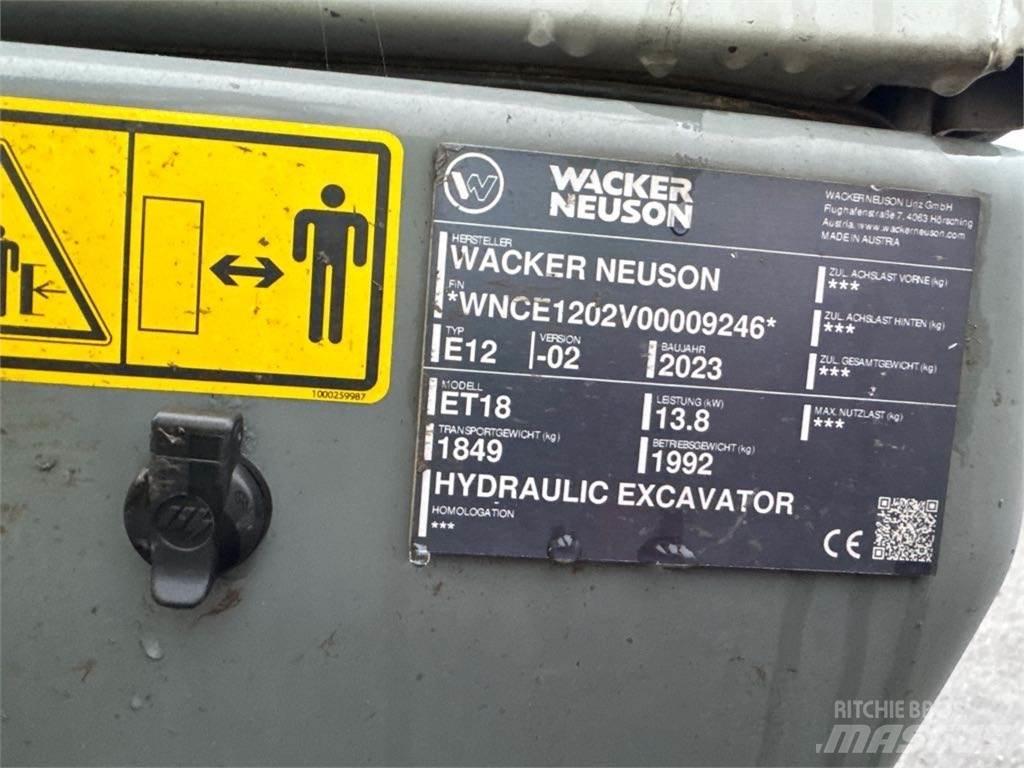 1000259987
WACKER
NEUSON
WACKER NEUSON Linz GmbH
Flughafenstraße 7, 4063 Hörsching
Austria, www.wackerneuson.com
MADE IN AUSTRIA
HERSTELLER
WACKER NEUSON
FIN
*WNCE1202V00009246*
TYP
E12
VERSION
-02
BAUJAHR
2023
MODELL
ET18
LEISTUNG (kW)
13.8
TRANSPORTGEWICHT (kg)
1849
BETRIEBSGEWICHT (kg)
1992
HYDRAULIC EXCAVATOR
HOMOLOGATION
***
ZUL. ACHSLAST VORNE (kg)
***
ZUL. ACHSLAST HINTEN (kg)
***
ZUL. GESAMTGEWICHT (kg)
***
MAX. NUTZLAST (kg)
***
CE
RITCHIE BROS
MASCUS